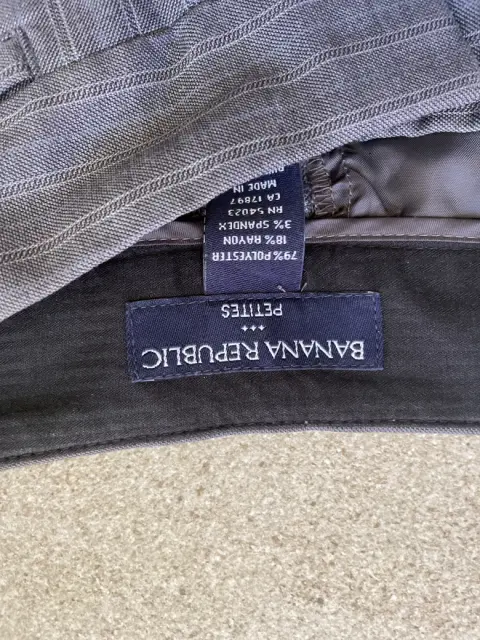 BANANA REPUBLIC
PETITES
79% POLYESTER
18% RAYON
3% SPANDEX
RN 54023
CA 17897
MADE IN